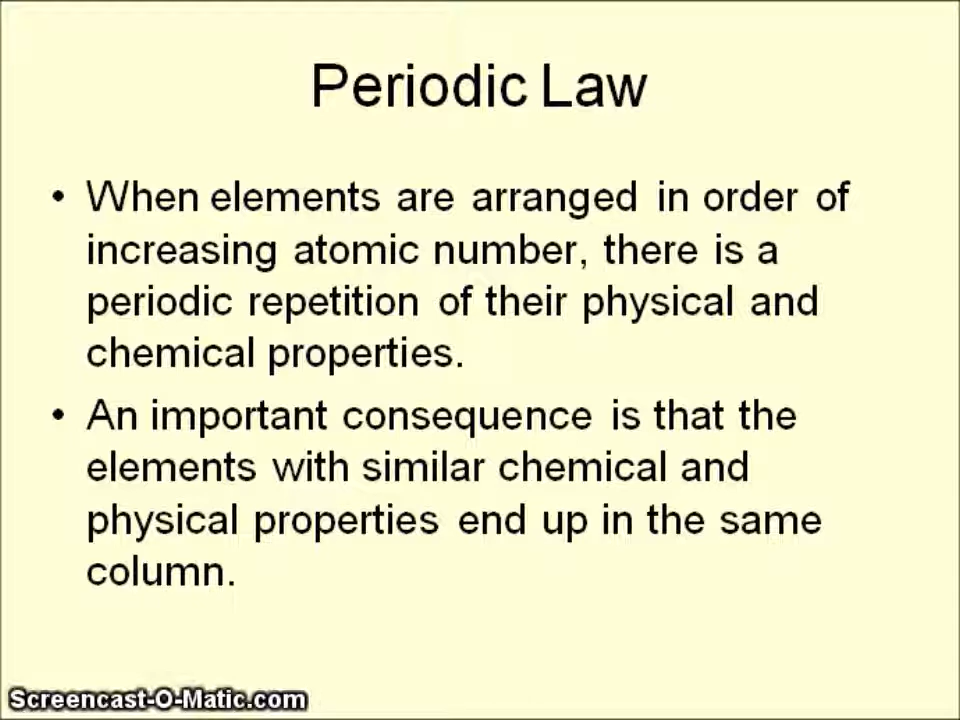 Periodic Law
• When elements are arranged in order of
increasing atomic number, there is a
periodic repetition of their physical and
chemical properties.
• An important consequence is that the
elements with similar chemical and
physical properties end up in the same
column.
Screencast-O-Matic.com